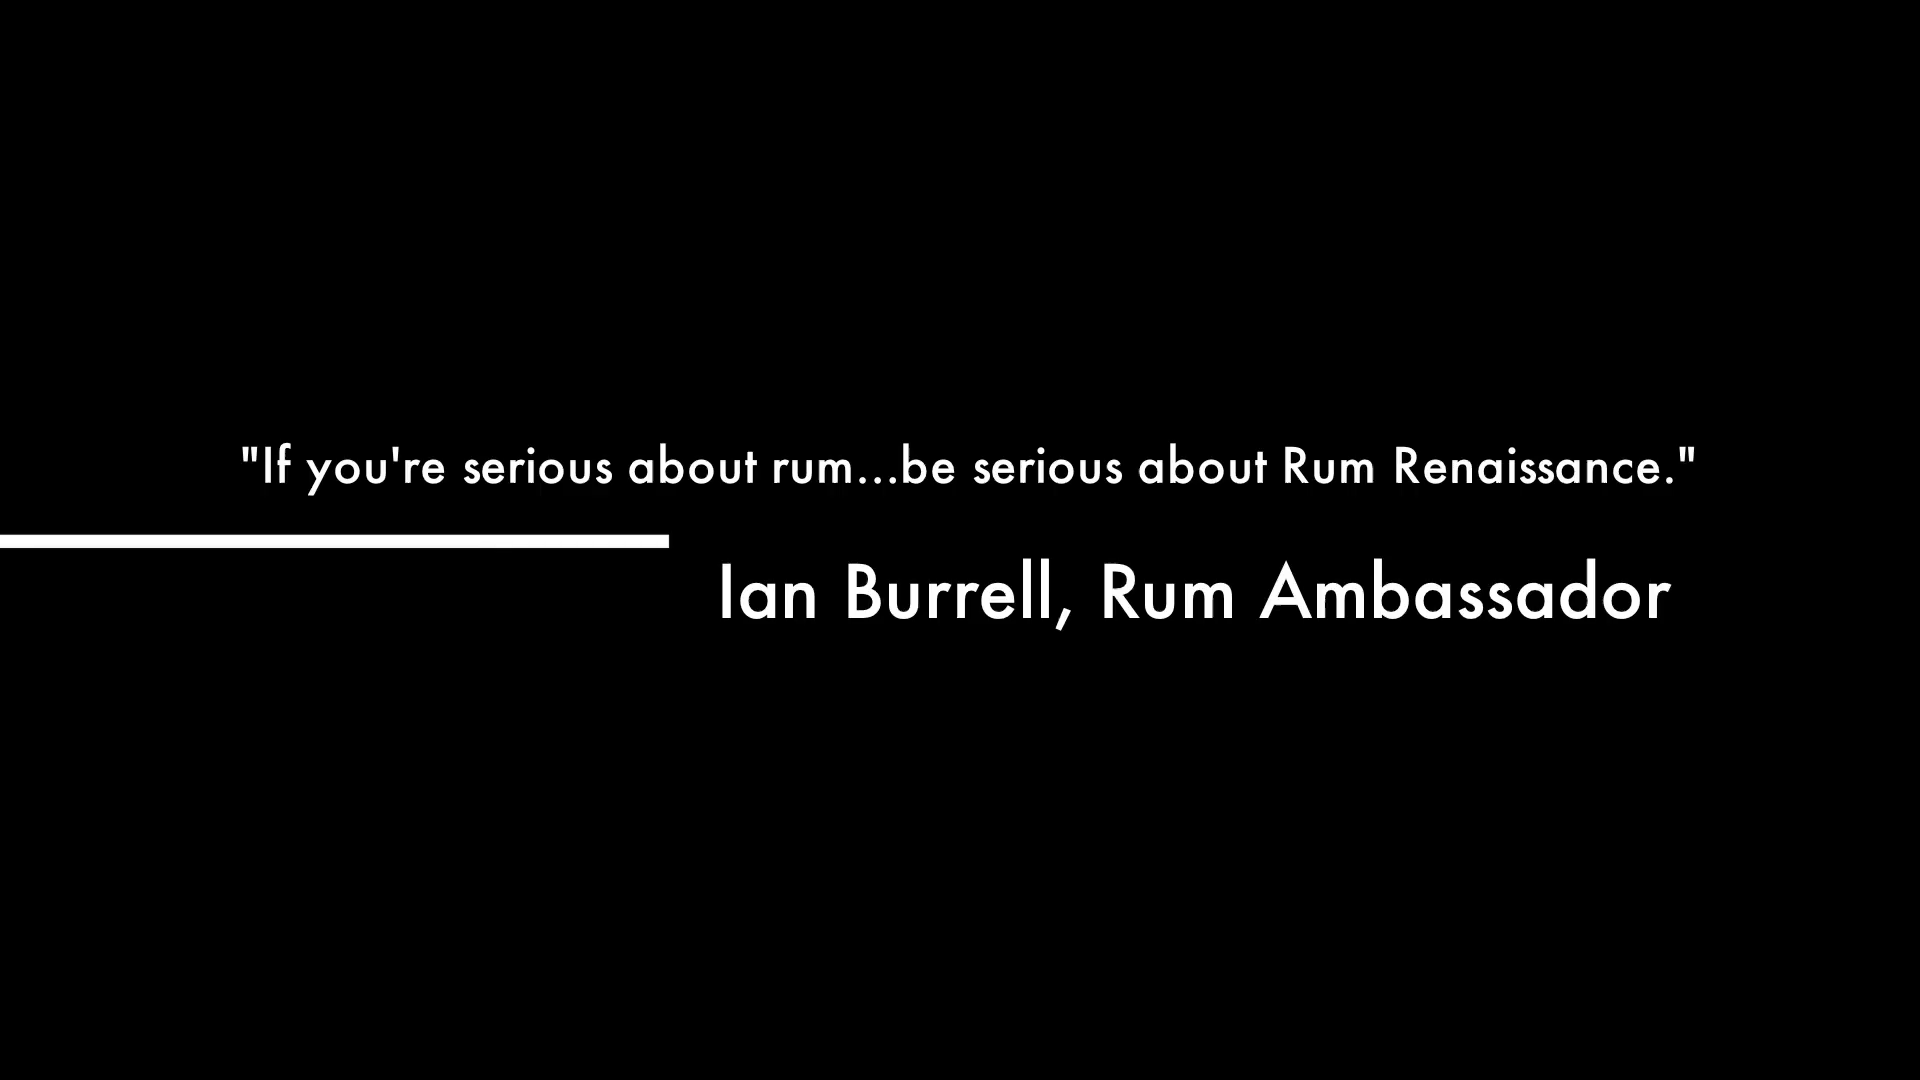 "If you're serious about rum...be serious about Rum Renaissance."
Ian Burrell, Rum Ambassador